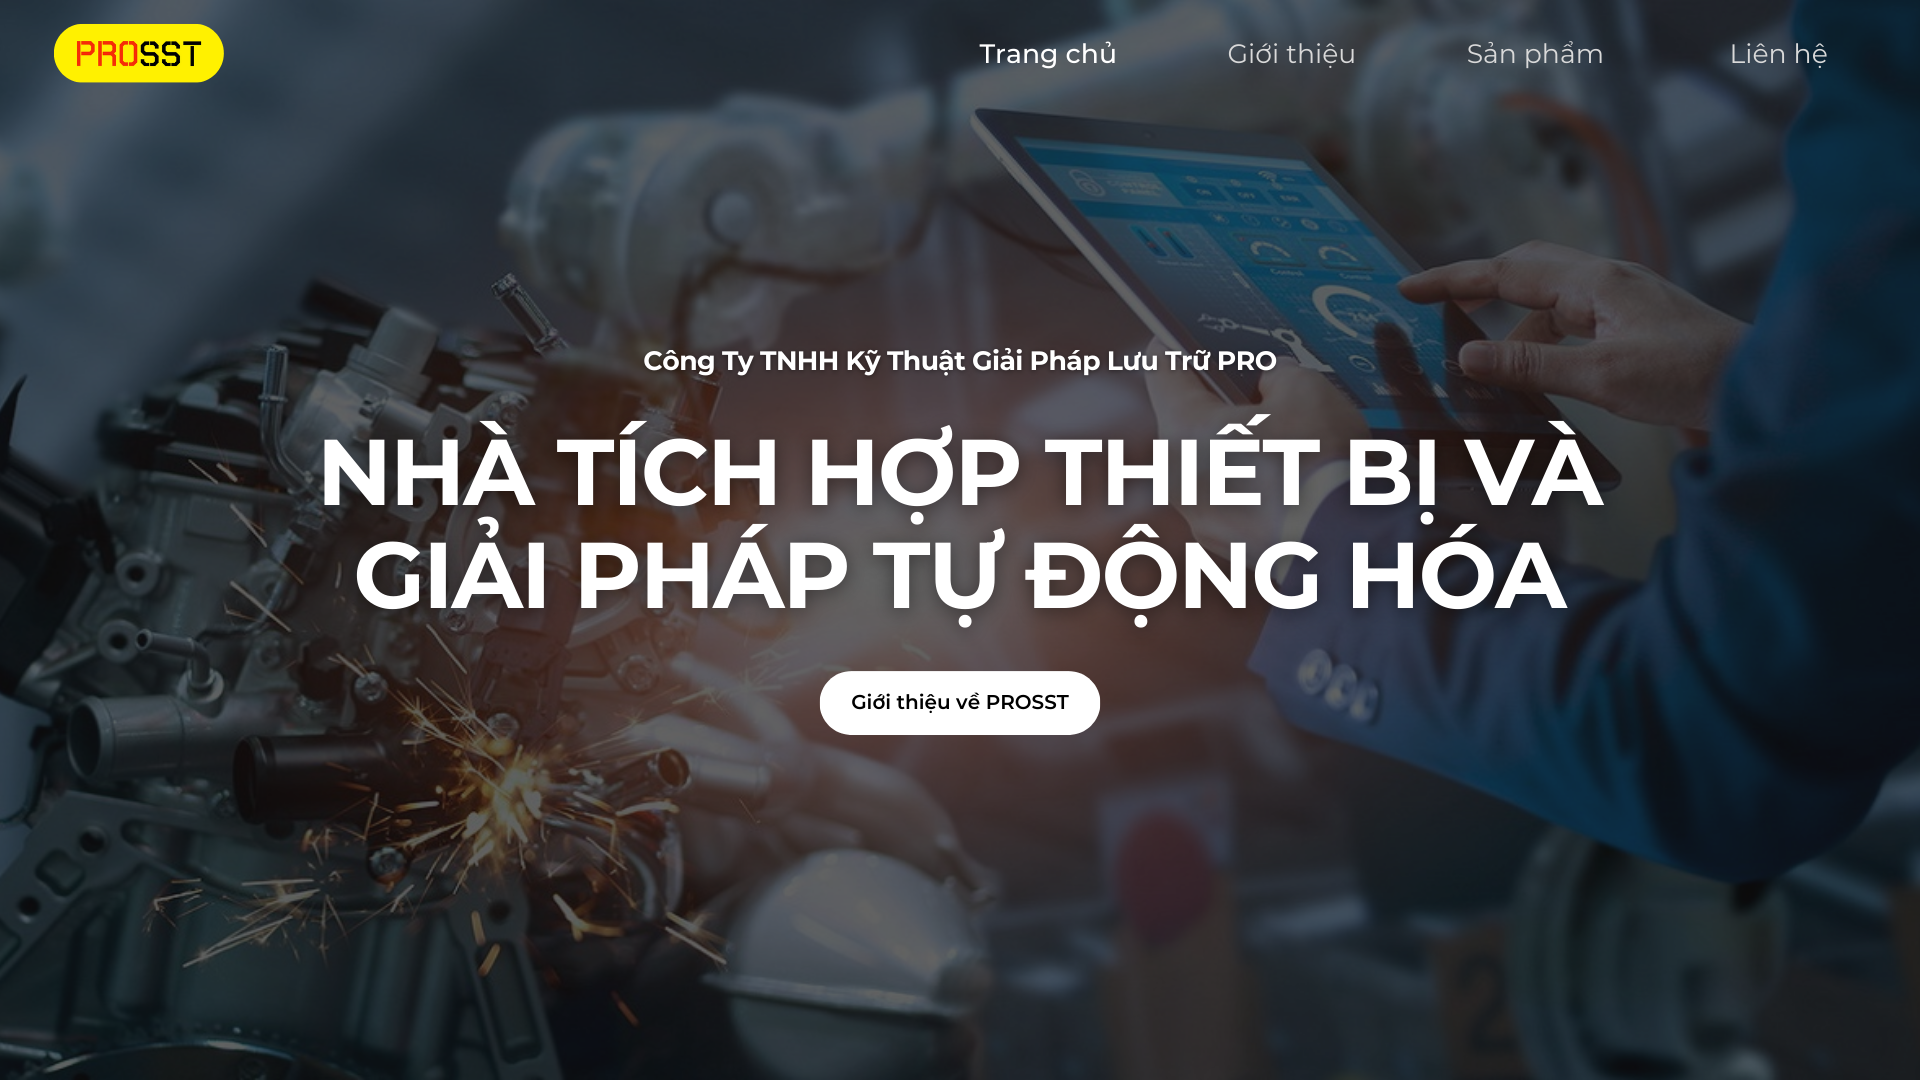 PROSST
Trang chủ
Giới thiệu
Sản phẩm
Liên hệ
Công Ty TNHH Kỹ Thuật Giải Pháp Lưu Trữ PRO
NHÀ TÍCH HỢP THIẾT BỊ VÀ
GIẢI PHÁP TỰ ĐỘNG HÓA
Giới thiệu về PROSST